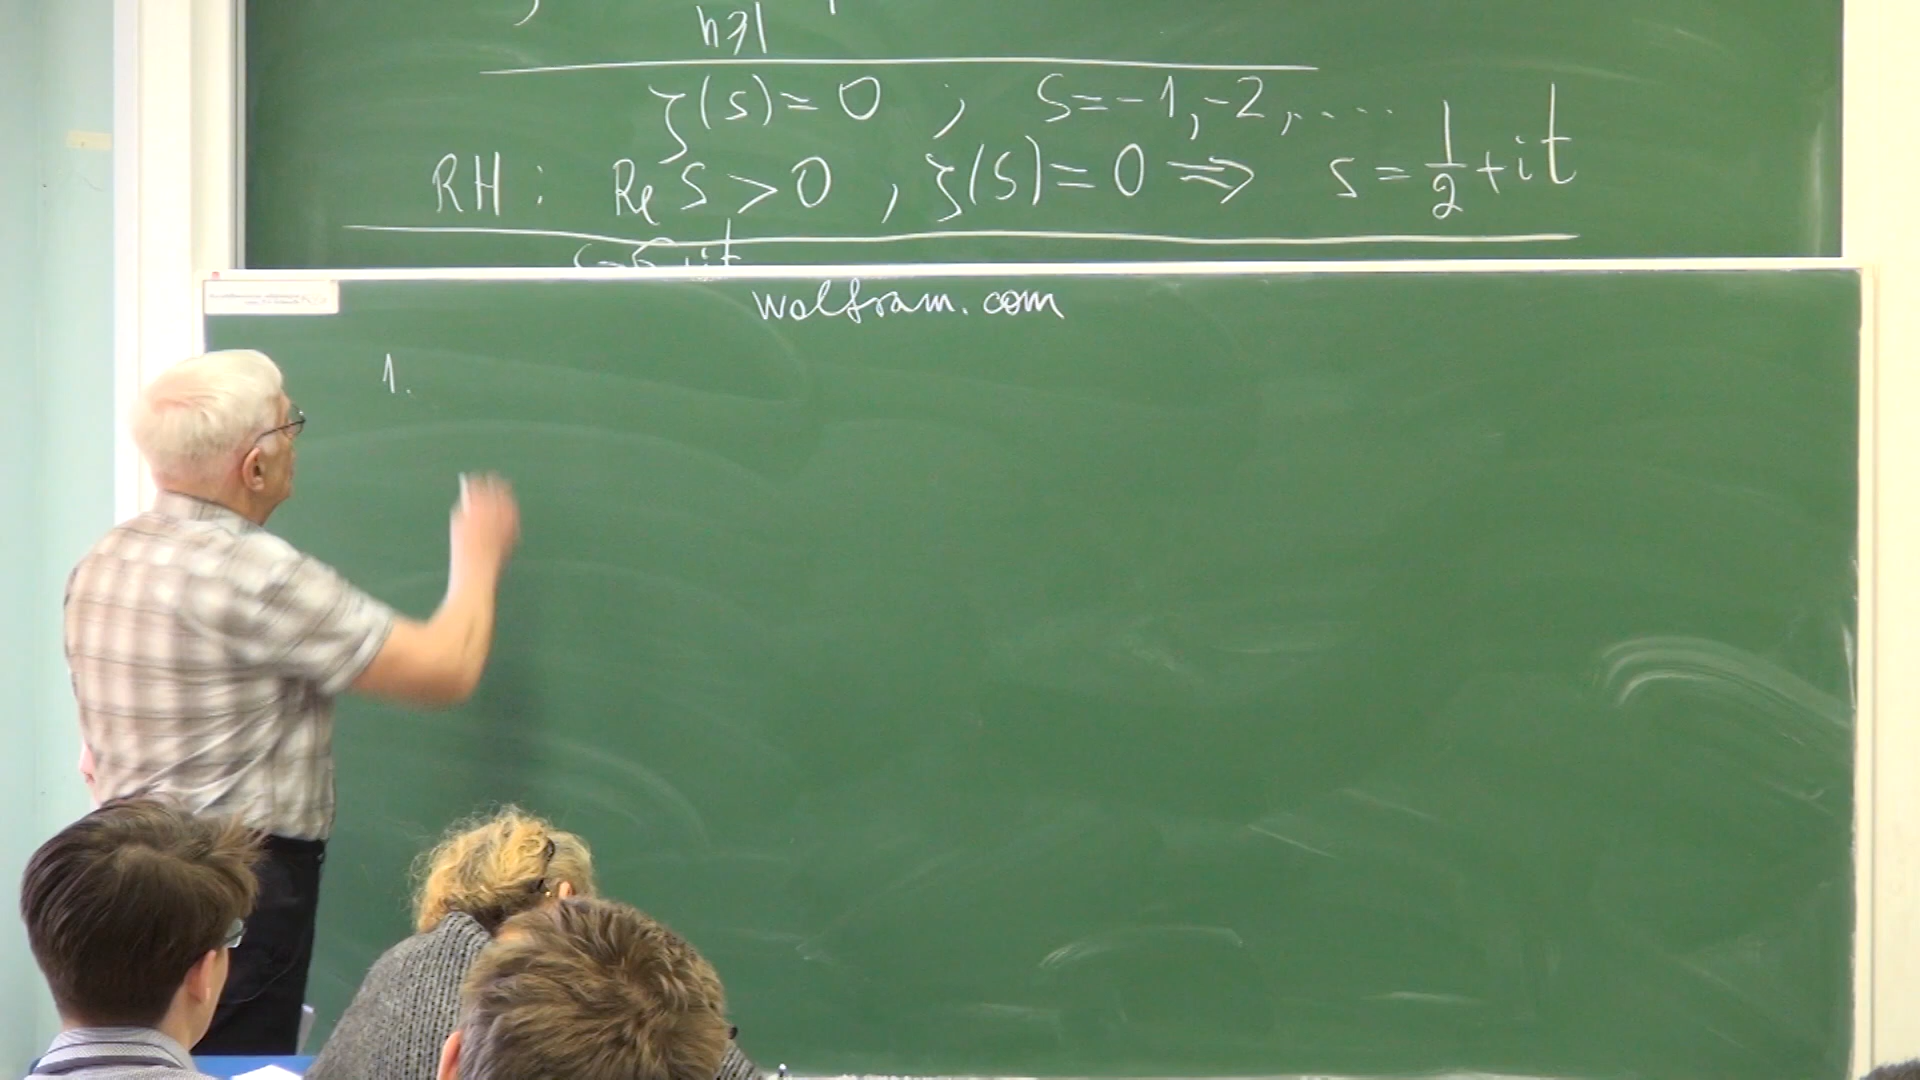 n⩾1
ζ(s) = 0 ; s = -1, -2, ....
RH: Re s > 0, ζ(s) = 0 ⇒ s = 1/2 + it
wolfram.com
1.